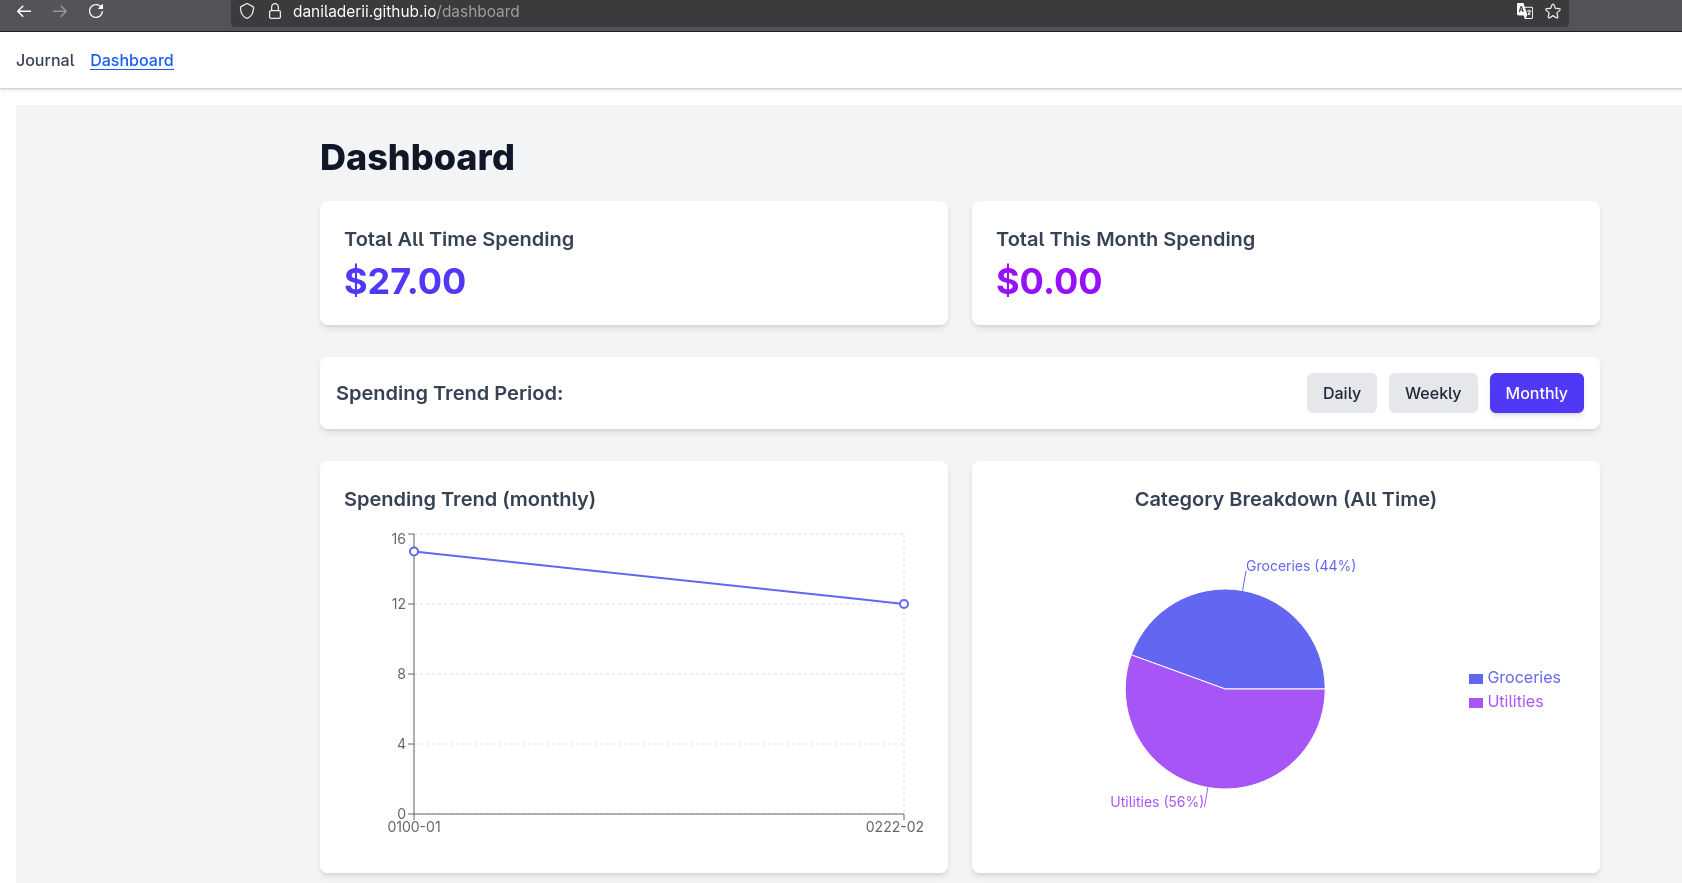 daniladerii.github.io/dashboard
Journal Dashboard
Dashboard
Total All Time Spending
$27.00
Total This Month Spending
$0.00
Spending Trend Period:
Daily Weekly Monthly
Spending Trend (monthly)
16
12
8
4
0
0100-01 0222-02
Category Breakdown (All Time)
Groceries (44%)
Utilities (56%)
Groceries
Utilities